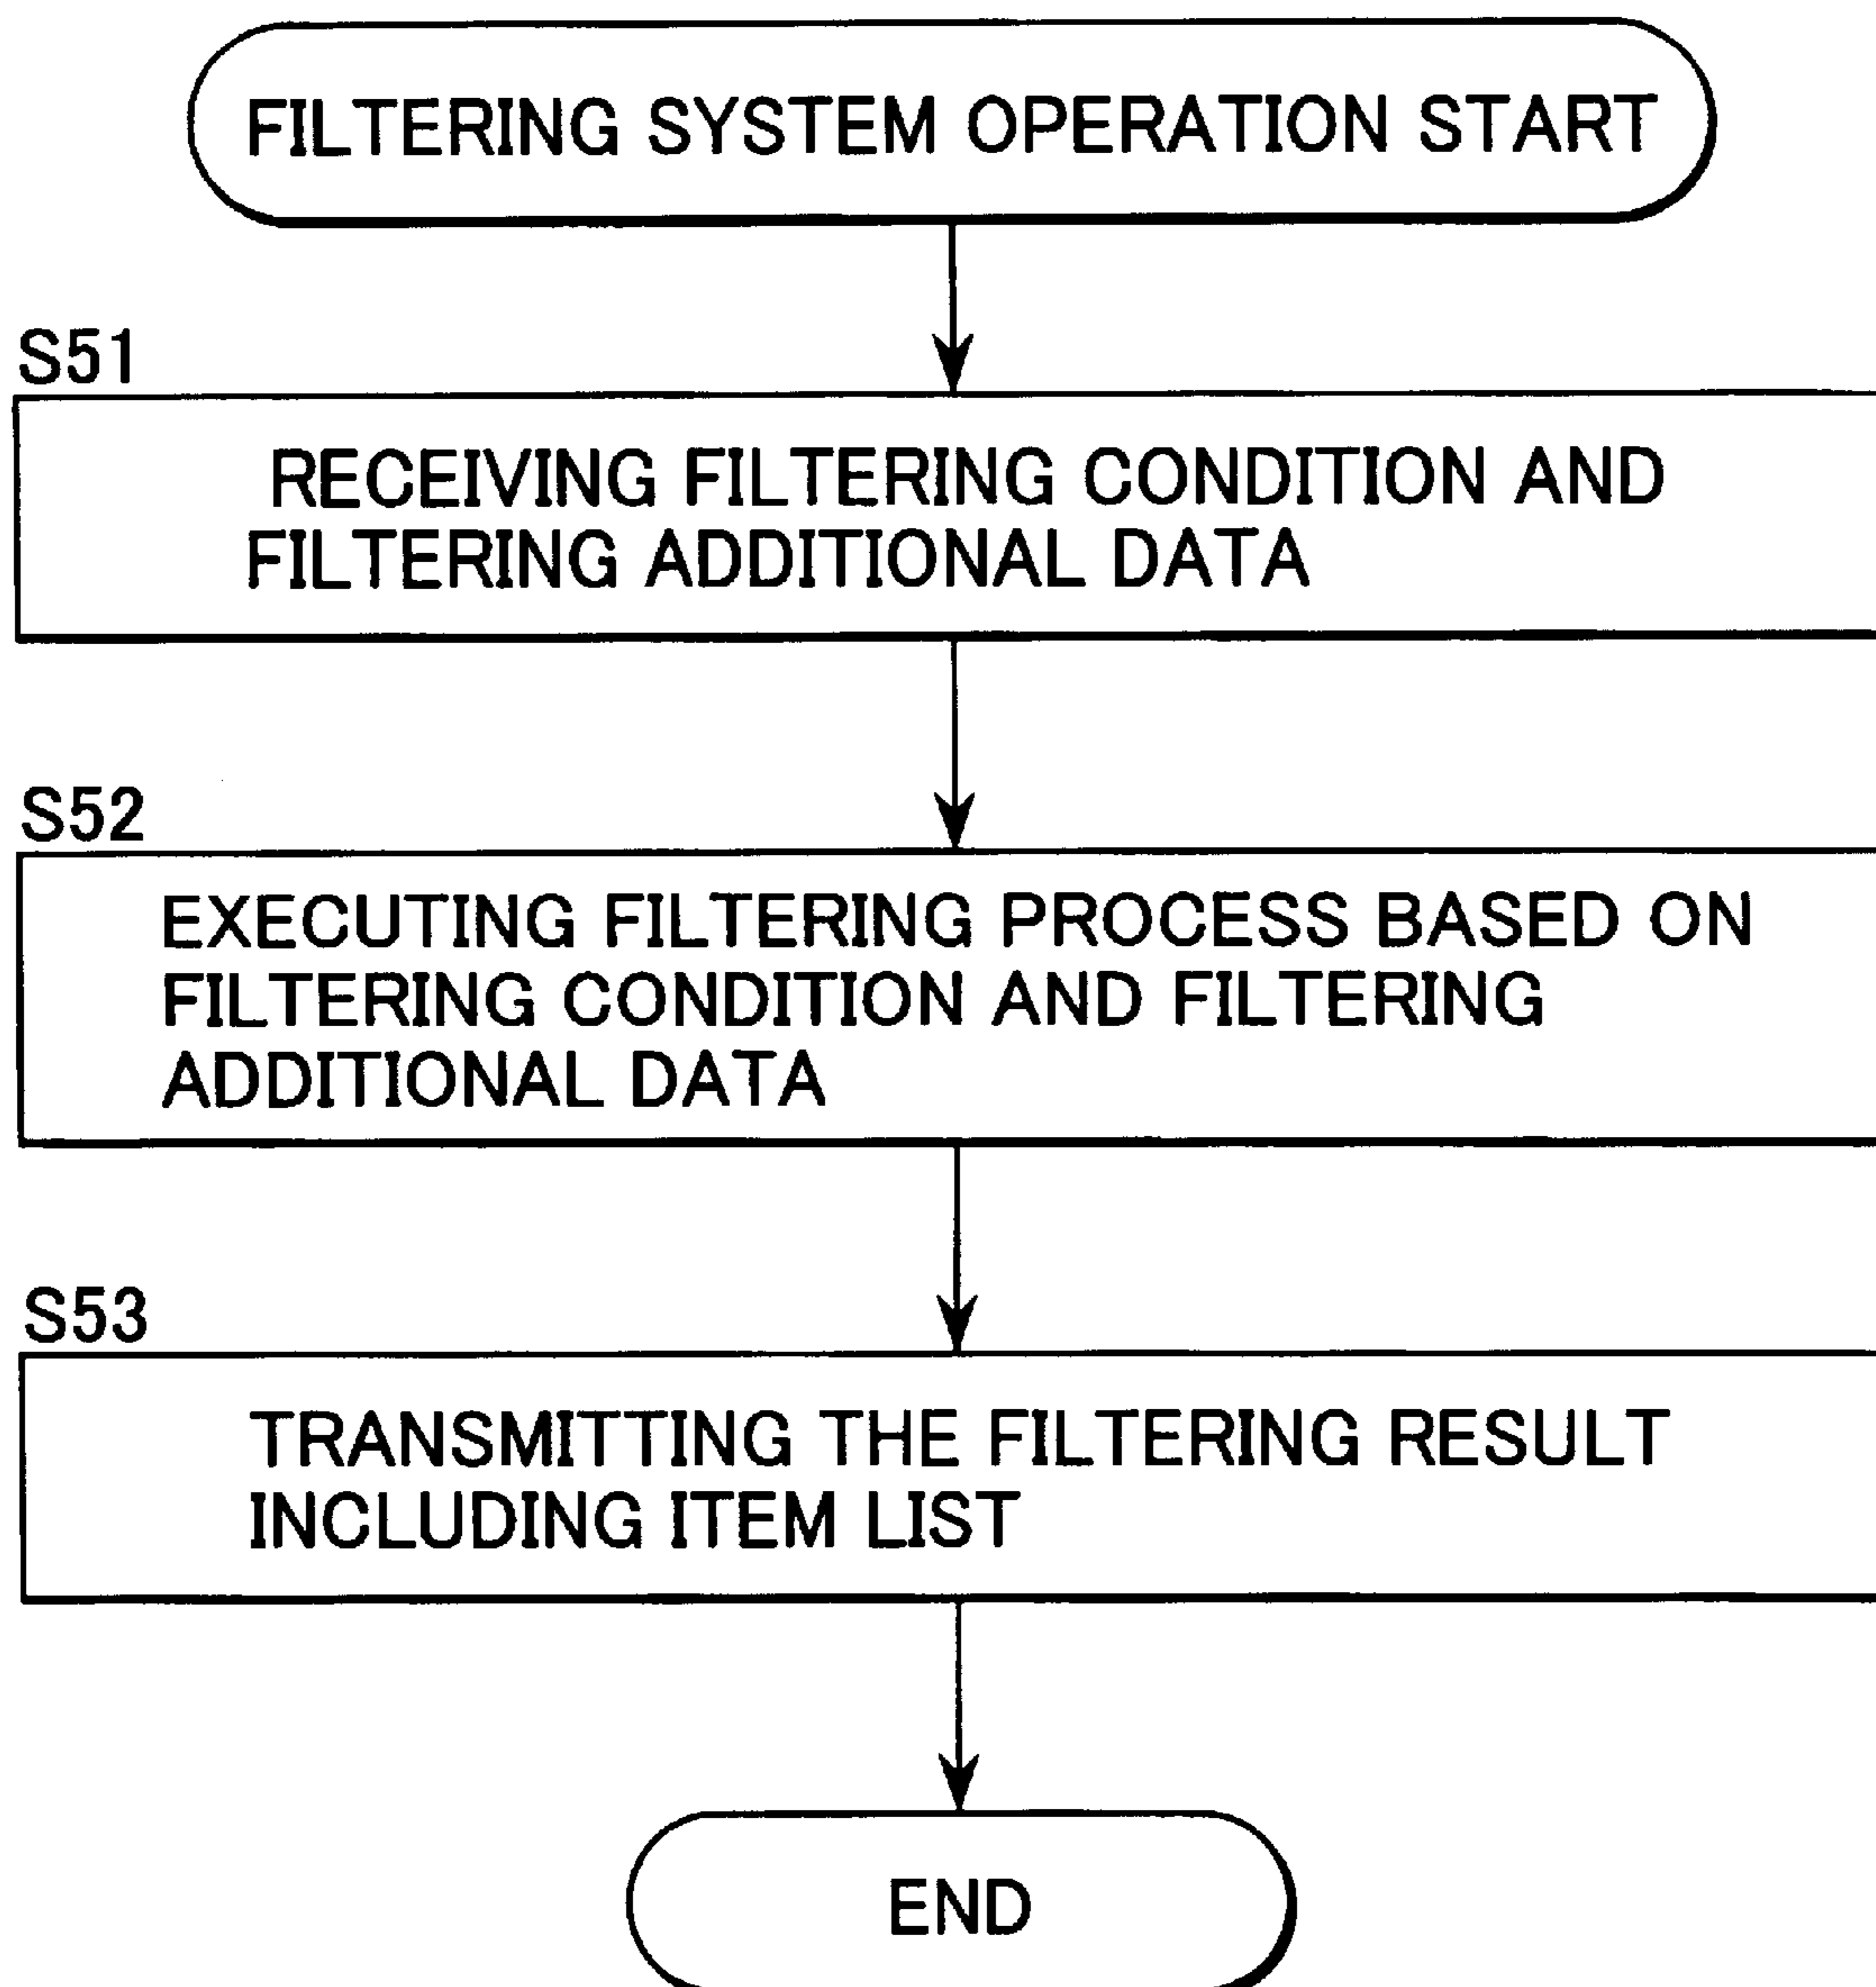 FILTERING SYSTEM OPERATION START
S51
RECEIVING FILTERING CONDITION AND
FILTERING ADDITIONAL DATA
S52
EXECUTING FILTERING PROCESS BASED ON
FILTERING CONDITION AND FILTERING
ADDITIONAL DATA
S53
TRANSMITTING THE FILTERING RESULT
INCLUDING ITEM LIST
END